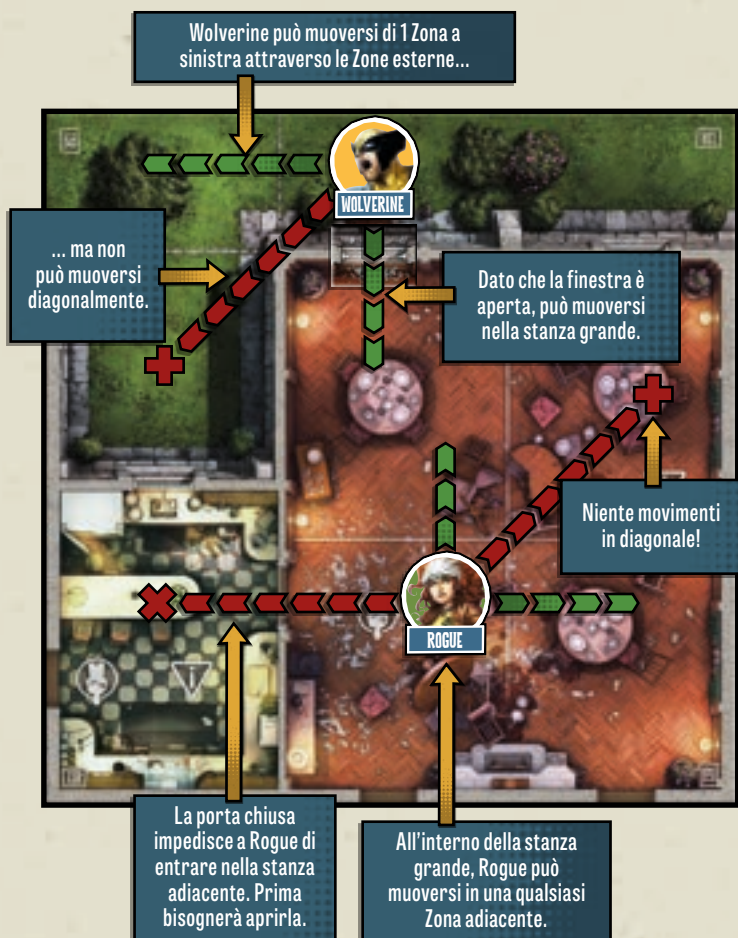 Wolverine può muoversi di 1 Zona a
sinistra attraverso le Zone esterne...
WOLVERINE
... ma non
può muoversi
diagonalmente.
Dato che la finestra è
aperta, può muoversi
nella stanza grande.
Niente movimenti
in diagonale!
ROGUE
La porta chiusa
impedisce a Rogue di
entrare nella stanza
adiacente. Prima
bisognerà aprirla.
All'interno della stanza
grande, Rogue può
muoversi in una qualsiasi
Zona adiacente.